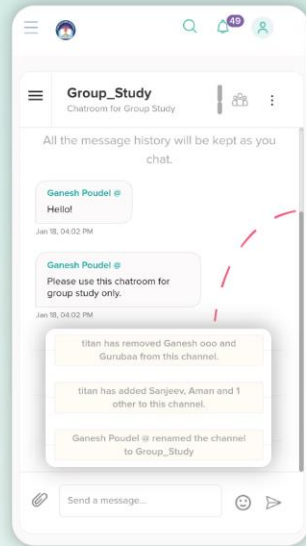 49
Group_Study
Chatroom for Group Study
All the message history will be kept as you
chat.
Ganesh Poudel @
Hello!
Jan 18, 04:02 PM
Ganesh Poudel @
Please use this chatroom for
group study only.
Jan 18, 04:02 PM
titan has removed Ganesh ooo and
Gurubaa from this channel.
titan has added Sanjeev, Aman and 1
other to this channel.
Ganesh Poudel @ renamed the channel
to Group_Study
Send a message...